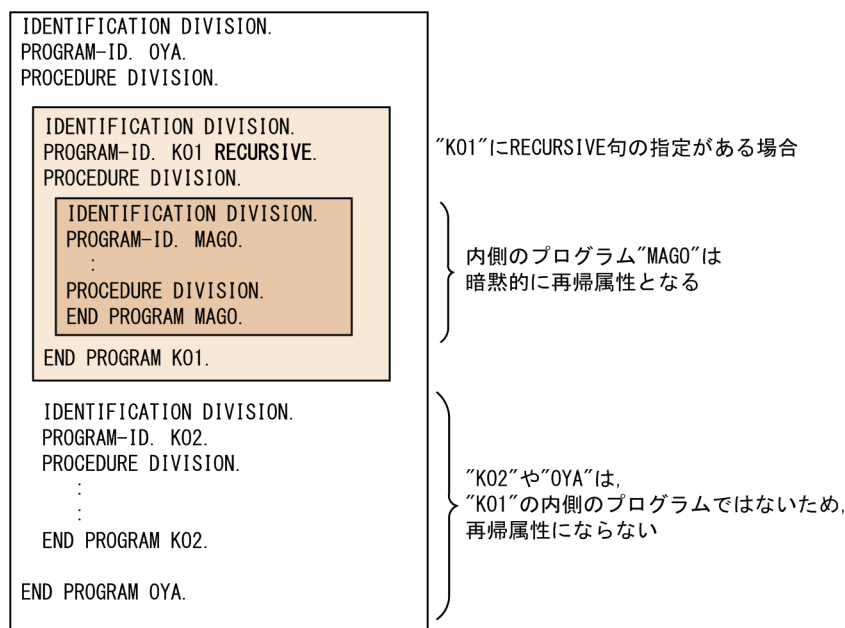 IDENTIFICATION DIVISION.
PROGRAM-ID. OYA.
PROCEDURE DIVISION.
IDENTIFICATION DIVISION.
PROGRAM-ID. KO1 RECURSIVE.
PROCEDURE DIVISION.
"KO1"にRECURSIVE句の指定がある場合
IDENTIFICATION DIVISION.
PROGRAM-ID. MAGO.
:
PROCEDURE DIVISION.
END PROGRAM MAGO.
内側のプログラム"MAGO"は
暗黙的に再帰属性となる
END PROGRAM KO1.
IDENTIFICATION DIVISION.
PROGRAM-ID. KO2.
PROCEDURE DIVISION.
:
:
END PROGRAM KO2.
"KO2"や"OYA"は,
"KO1"の内側のプログラムではないため,
再帰属性にならない
END PROGRAM OYA.